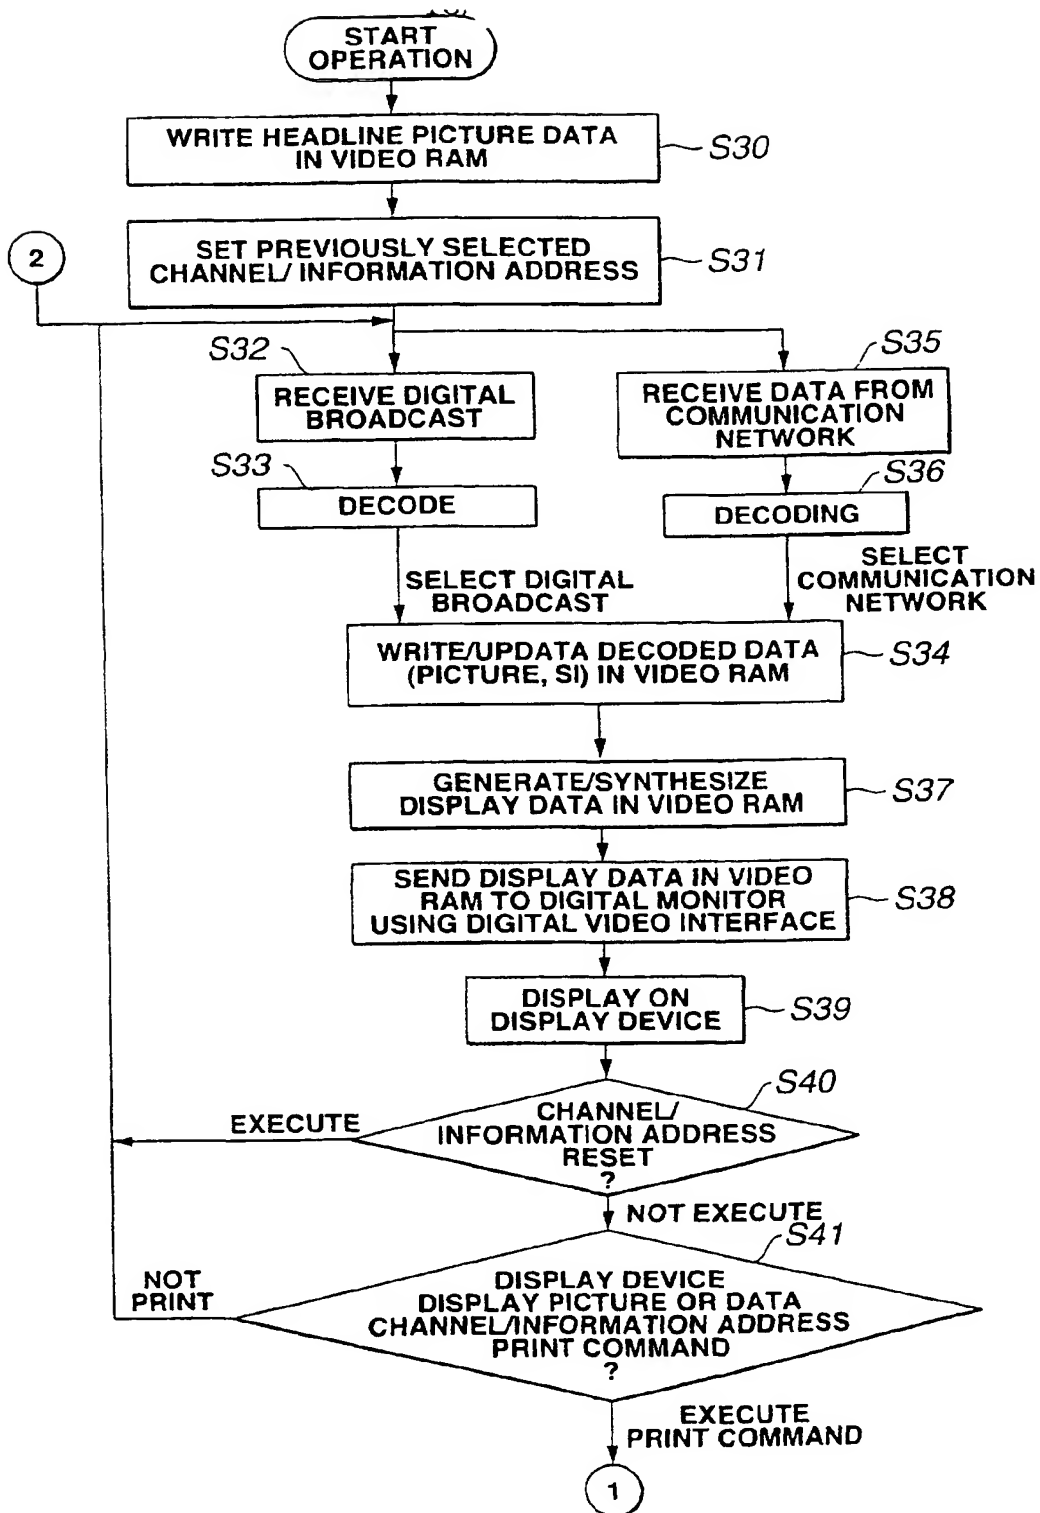 START
OPERATION
WRITE HEADLINE PICTURE DATA
IN VIDEO RAM
S30
SET PREVIOUSLY SELECTED
CHANNEL/ INFORMATION ADDRESS
S31
2
S32
RECEIVE DIGITAL
BROADCAST
S35
RECEIVE DATA FROM
COMMUNICATION
NETWORK
S33
DECODE
S36
DECODING
SELECT DIGITAL
BROADCAST
SELECT
COMMUNICATION
NETWORK
WRITE/UPDATA DECODED DATA
(PICTURE, SI) IN VIDEO RAM
S34
GENERATE/SYNTHESIZE
DISPLAY DATA IN VIDEO RAM
S37
SEND DISPLAY DATA IN VIDEO
RAM TO DIGITAL MONITOR
USING DIGITAL VIDEO INTERFACE
S38
DISPLAY ON
DISPLAY DEVICE
S39
S40
EXECUTE
CHANNEL/
INFORMATION ADDRESS
RESET
?
NOT EXECUTE
S41
NOT
PRINT
DISPLAY DEVICE
DISPLAY PICTURE OR DATA
CHANNEL/INFORMATION ADDRESS
PRINT COMMAND
?
EXECUTE
PRINT COMMAND
1